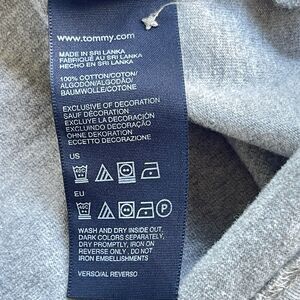 www.tommy.com
MADE IN SRI LANKA
FABRIQUÉ AU SRI LANKA
HECHO EN SRI LANKA
100% COTTON/COTON/
ALGODÓN/ALGODÃO/
BAUMWOLLE/COTONE
EXCLUSIVE OF DECORATION
SAUF DÉCORATION
EXCLUYE LA DECORACIÓN
EXCLUINDO DECORAÇÃO
OHNE DEKORATION
ECCETTO DECORAZIONE
US
EU
P
WASH AND DRY INSIDE OUT,
DARK COLORS SEPARATELY,
DRY PROMPTLY, IRON ON
REVERSE ONLY, DO NOT
IRON EMBELLISHMENTS
VERSO/AL REVERSO